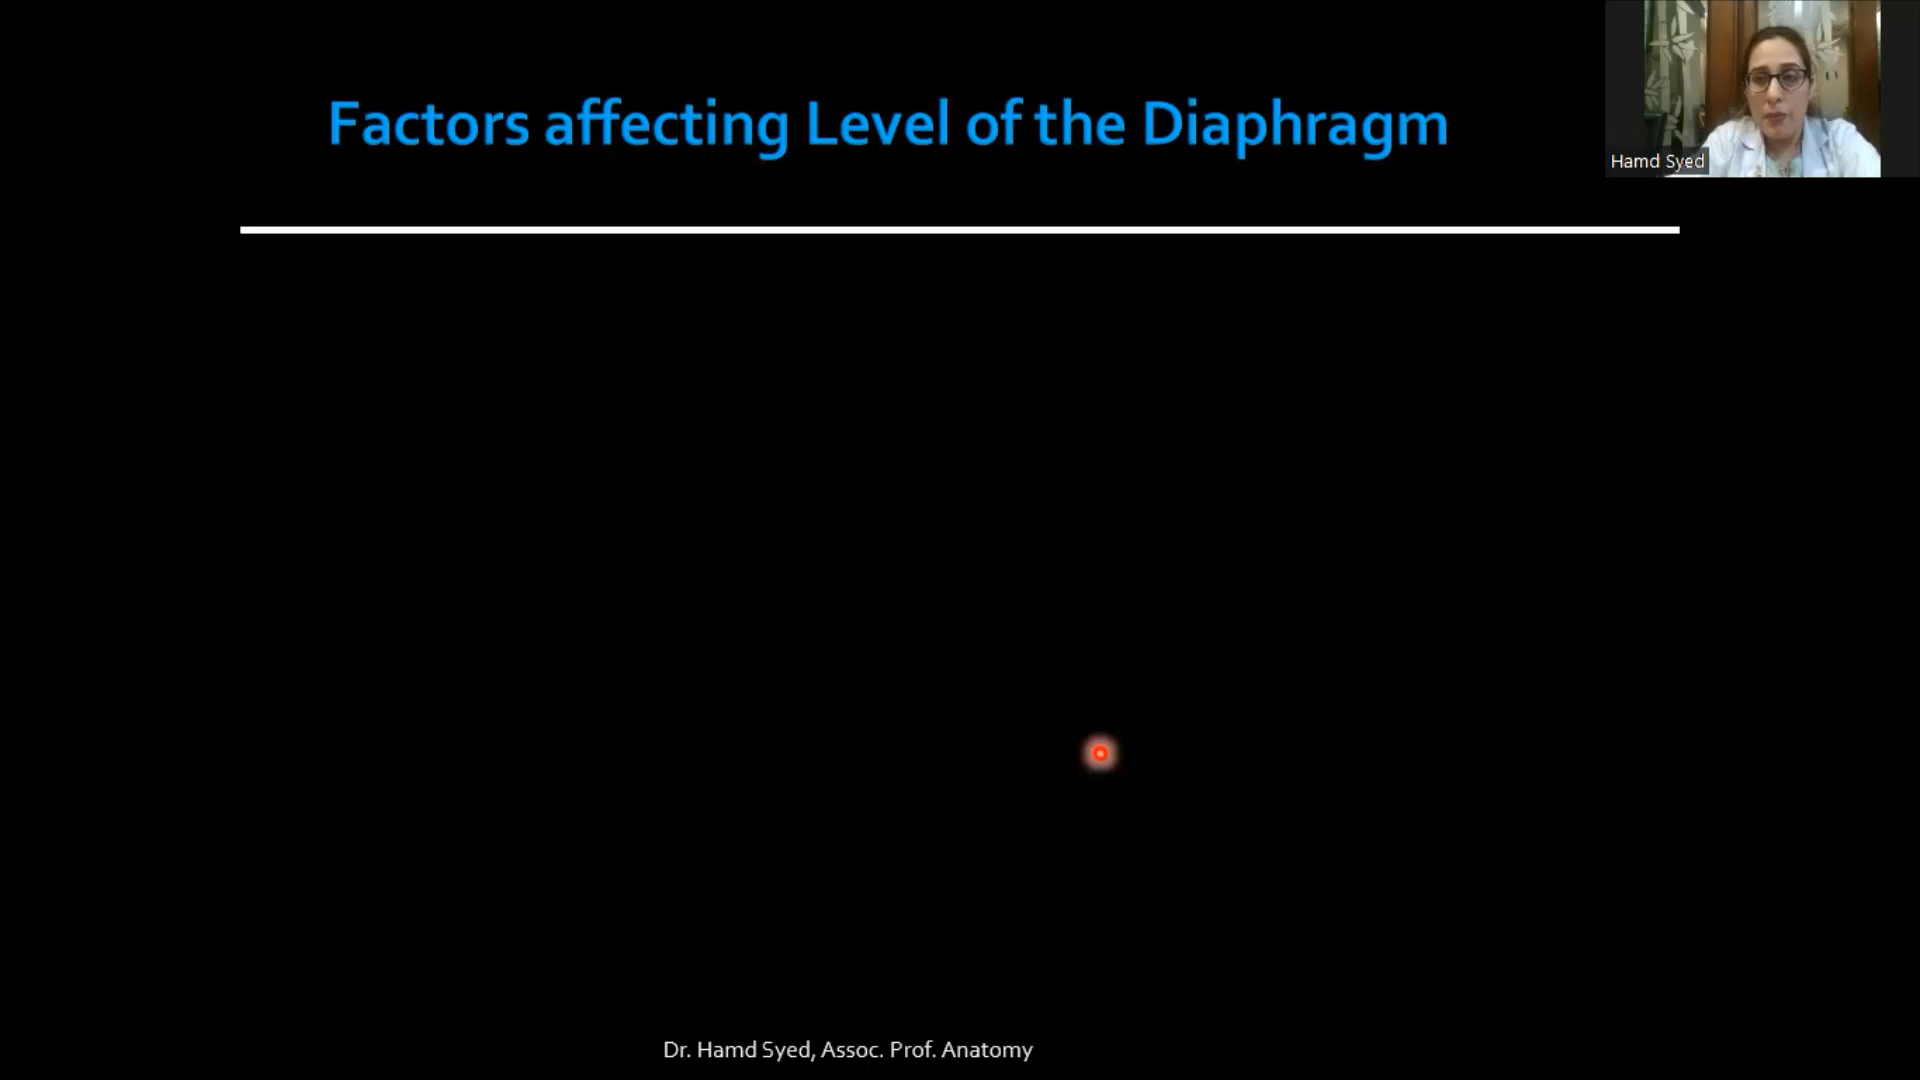 Factors affecting Level of the Diaphragm
Hamd Syed
Dr. Hamd Syed, Assoc. Prof. Anatomy